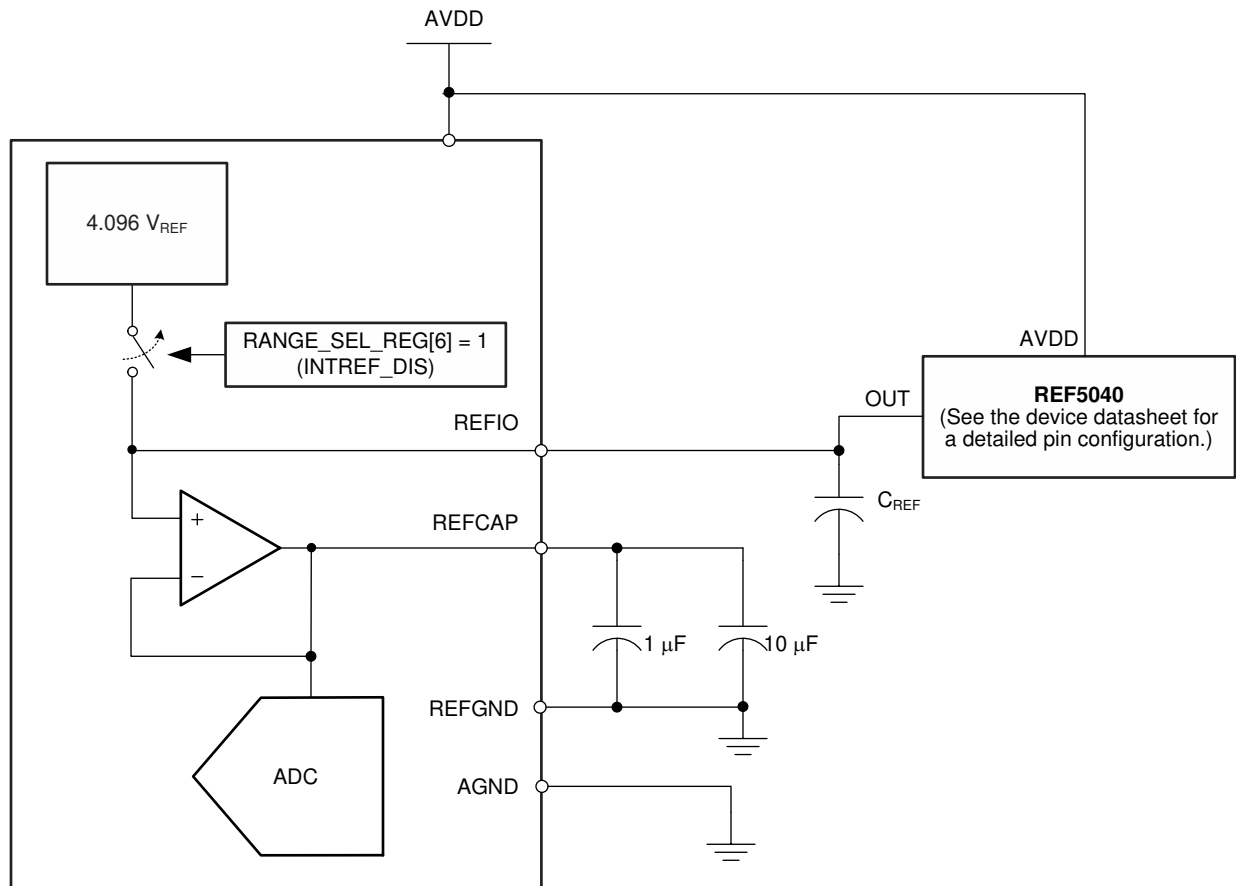 AVDD
4.096 VREF
RANGE_SEL_REG[6] = 1
(INTREF_DIS)
AVDD
REF5040
(See the device datasheet for
a detailed pin configuration.)
OUT
REFIO
CREF
+
−
REFCAP
1 μF
10 μF
REFGND
ADC
AGND